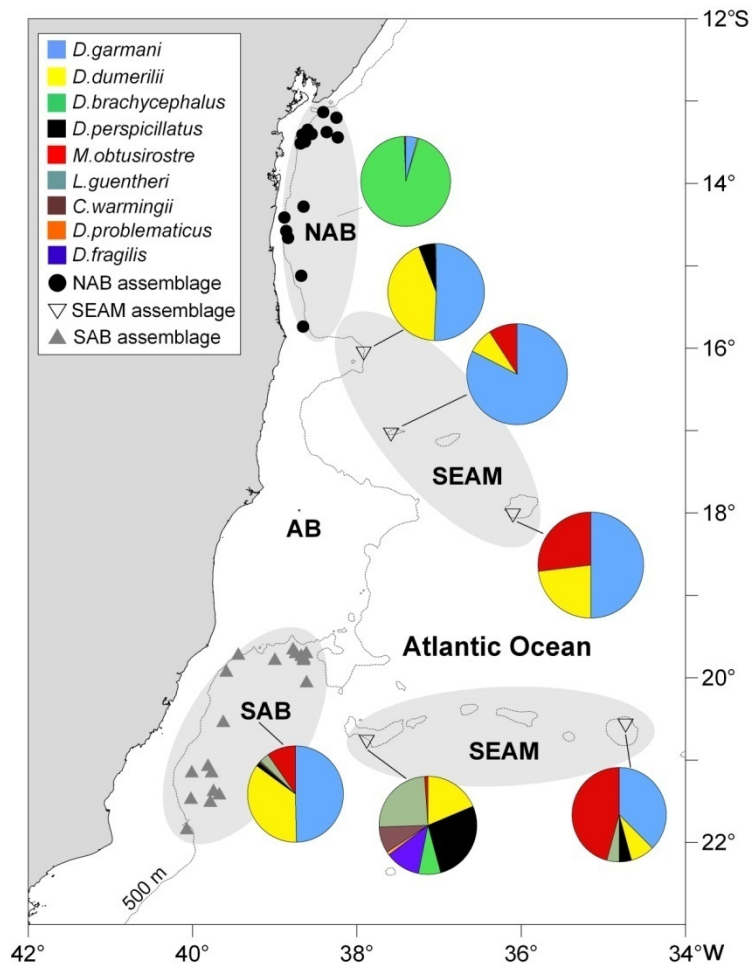 12°S
D.garmani
D.dumerilii
D.brachycephalus
D.perspicillatus
M.obtusirostre
L.guentheri
C.warmingii
D.problematicus
D.fragilis
NAB assemblage
SEAM assemblage
SAB assemblage
14°
NAB
16°
SEAM
AB
18°
Atlantic Ocean
20°
SAB
SEAM
22°
500 m
42° 40° 38° 36° 34°W